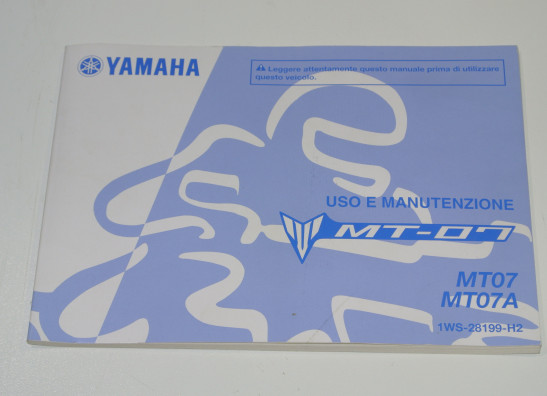 YAMAHA
Leggere attentamente questo manuale prima di utilizzare
questo veicolo.
USO E MANUTENZIONE
MT-07
MT07
MT07A
1WS-28199-H2